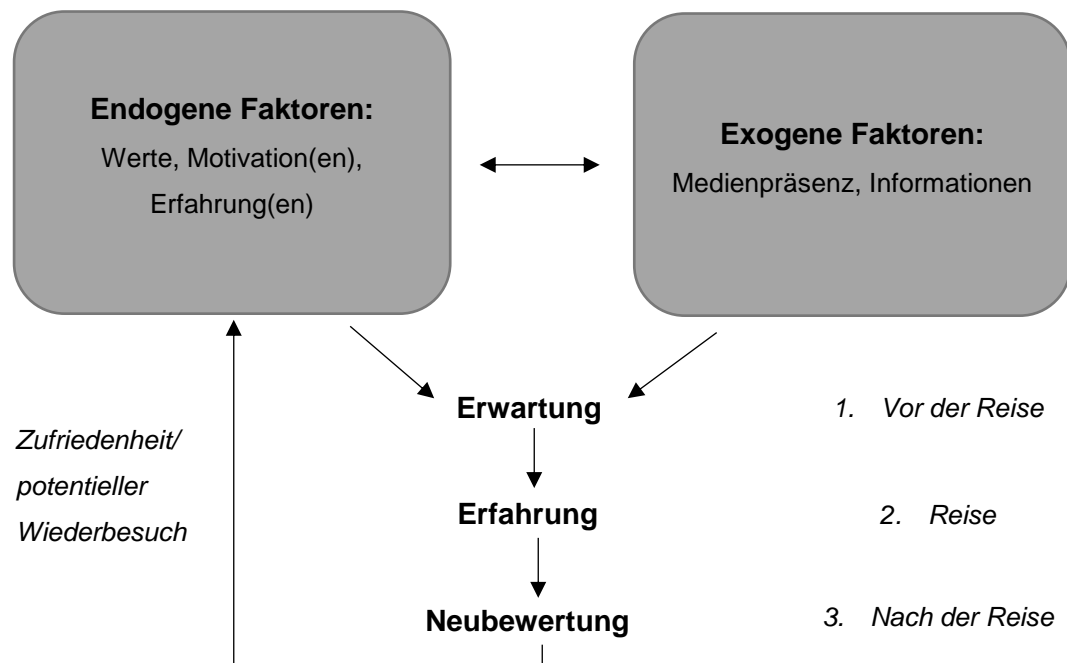 Endogene Faktoren:
Werte, Motivation(en),
Erfahrung(en)
Exogene Faktoren:
Medienpräsenz, Informationen
Erwartung
1. Vor der Reise
Zufriedenheit/
potentieller
Wiederbesuch
Erfahrung
2. Reise
Neubewertung
3. Nach der Reise